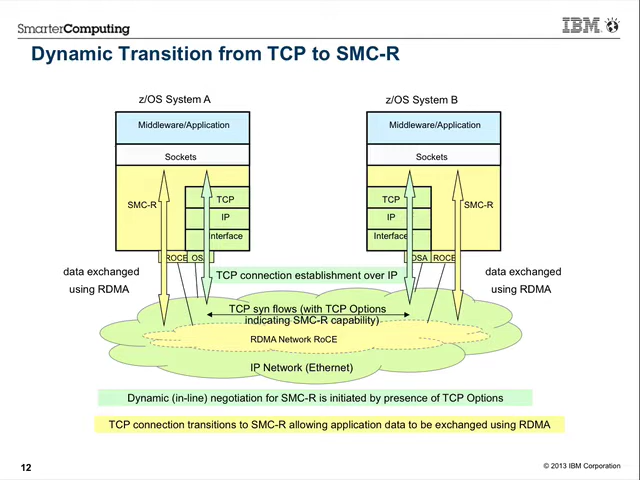 SmarterComputing
IBM
Dynamic Transition from TCP to SMC-R
z/OS System A
z/OS System B
Middleware/Application
Middleware/Application
Sockets
Sockets
SMC-R
TCP
IP
Interface
TCP
IP
Interface
SMC-R
ROCE
OSA
OSA
ROCE
data exchanged
using RDMA
TCP connection establishment over IP
data exchanged
using RDMA
TCP syn flows (with TCP Options
indicating SMC-R capability)
RDMA Network RoCE
IP Network (Ethernet)
Dynamic (in-line) negotiation for SMC-R is initiated by presence of TCP Options
TCP connection transitions to SMC-R allowing application data to be exchanged using RDMA
12
© 2013 IBM Corporation